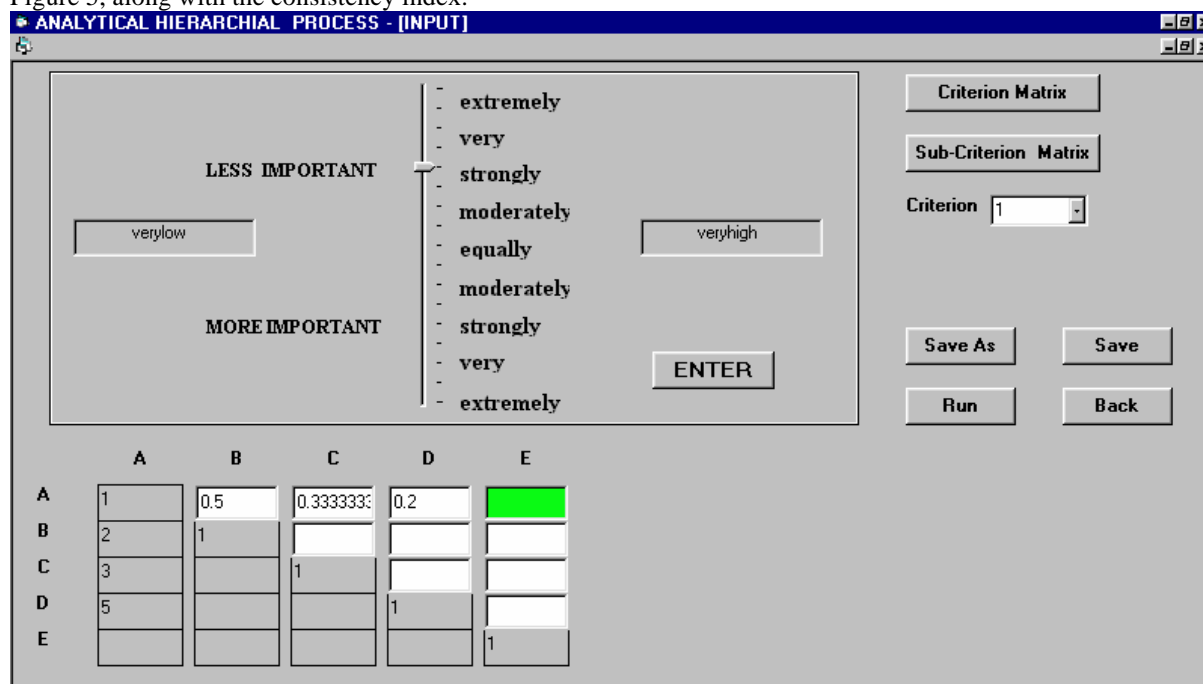 Figure 5, along with the consistency index.
ANALYTICAL HIERARCHIAL PROCESS - [INPUT]
extremely
very
LESS IMPORTANT
strongly
moderately
verylow
equally
veryhigh
moderately
MORE IMPORTANT
strongly
very
ENTER
extremely
Criterion Matrix
Sub-Criterion Matrix
Criterion 1
Save As Save
Run Back
A B C D E
A 1 0.5 0.3333333 0.2
B 2 1
C 3 1
D 5 1
E 1